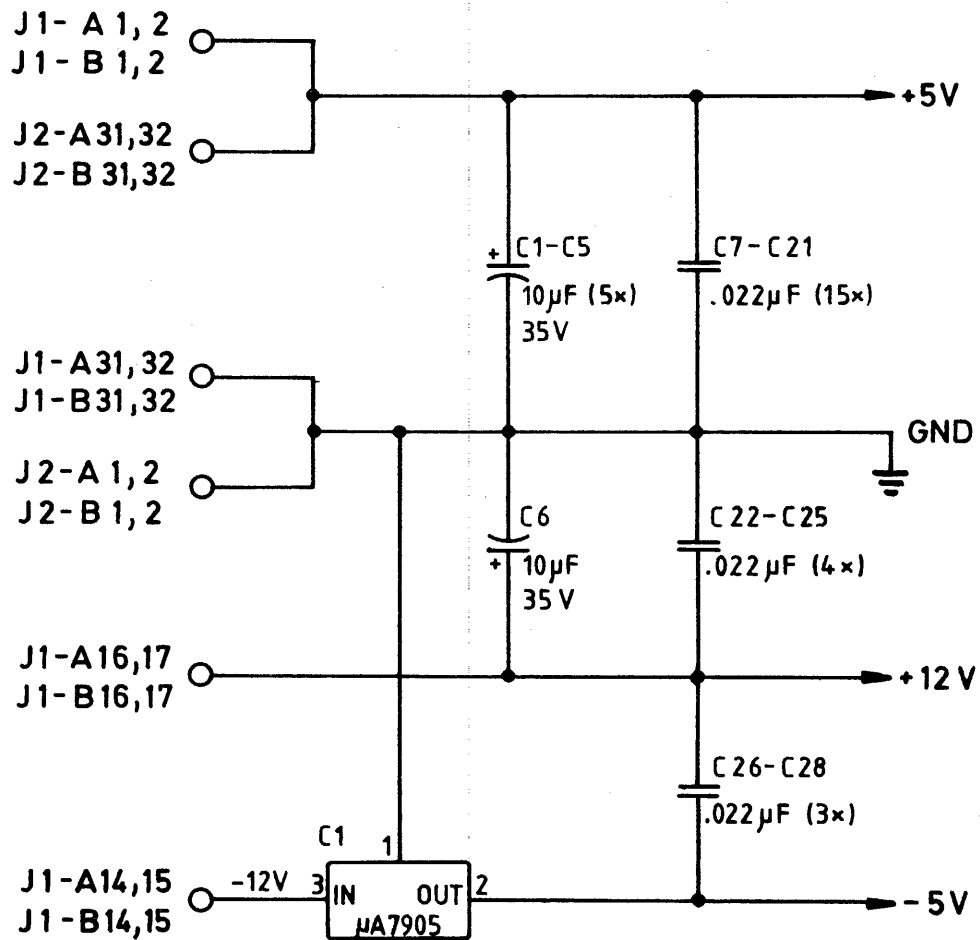 J1-A 1, 2
J1-B 1, 2
+5V
J2-A31,32
J2-B 31,32
+ C1-C5
10µF (5×)
35V
C7-C21
.022µF (15×)
J1-A31,32
J1-B31,32
GND
J2-A 1, 2
J2-B 1, 2
C6
+ 10µF
35V
C22-C25
.022µF (4×)
J1-A16,17
J1-B16,17
+12V
C26-C28
.022µF (3×)
C1
1
J1-A14,15
J1-B14,15
-12V
3 IN OUT 2
µA7905
-5V